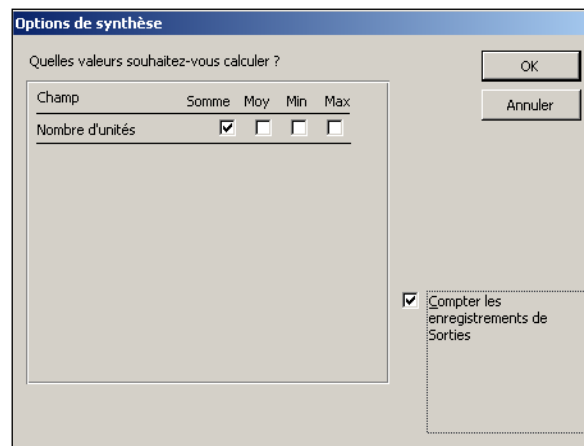 Options de synthèse
Quelles valeurs souhaitez-vous calculer ?
OK
Annuler
Champ Somme Moy Min Max
Nombre d'unités
Compter les
enregistrements de
Sorties